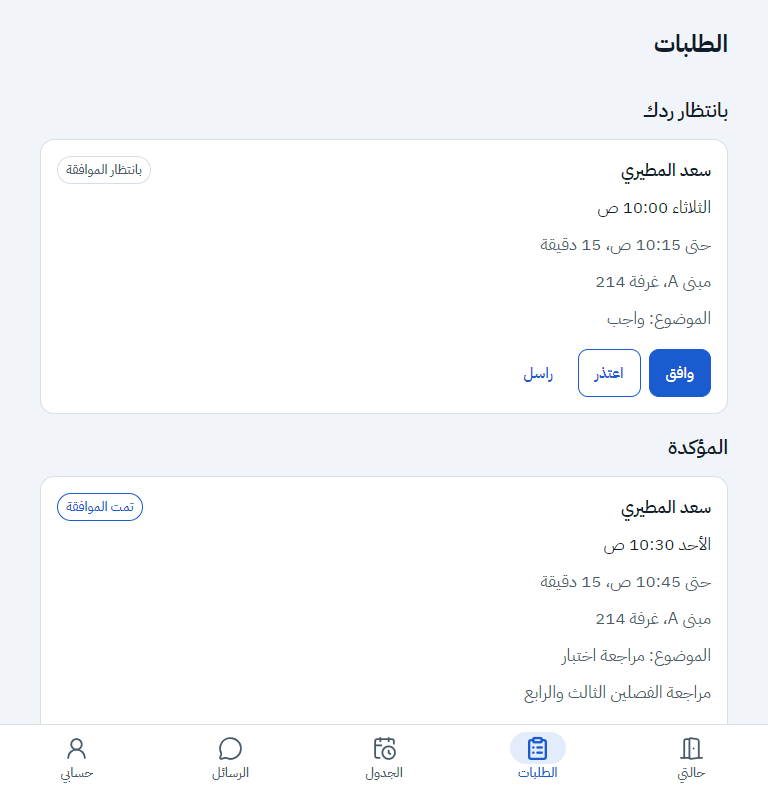 الطلبات
بانتظار ردك
سعد المطيري
بانتظار الموافقة
الثلاثاء 10:00 ص
حتى 10:15 ص، 15 دقيقة
مبنى A، غرفة 214
الموضوع: واجب
وافق
اعتذر
راسل
المؤكدة
سعد المطيري
تمت الموافقة
الأحد 10:30 ص
حتى 10:45 ص، 15 دقيقة
مبنى A، غرفة 214
الموضوع: مراجعة اختبار
مراجعة الفصلين الثالث والرابع
حالتي
الطلبات
الجدول
الرسائل
حسابي